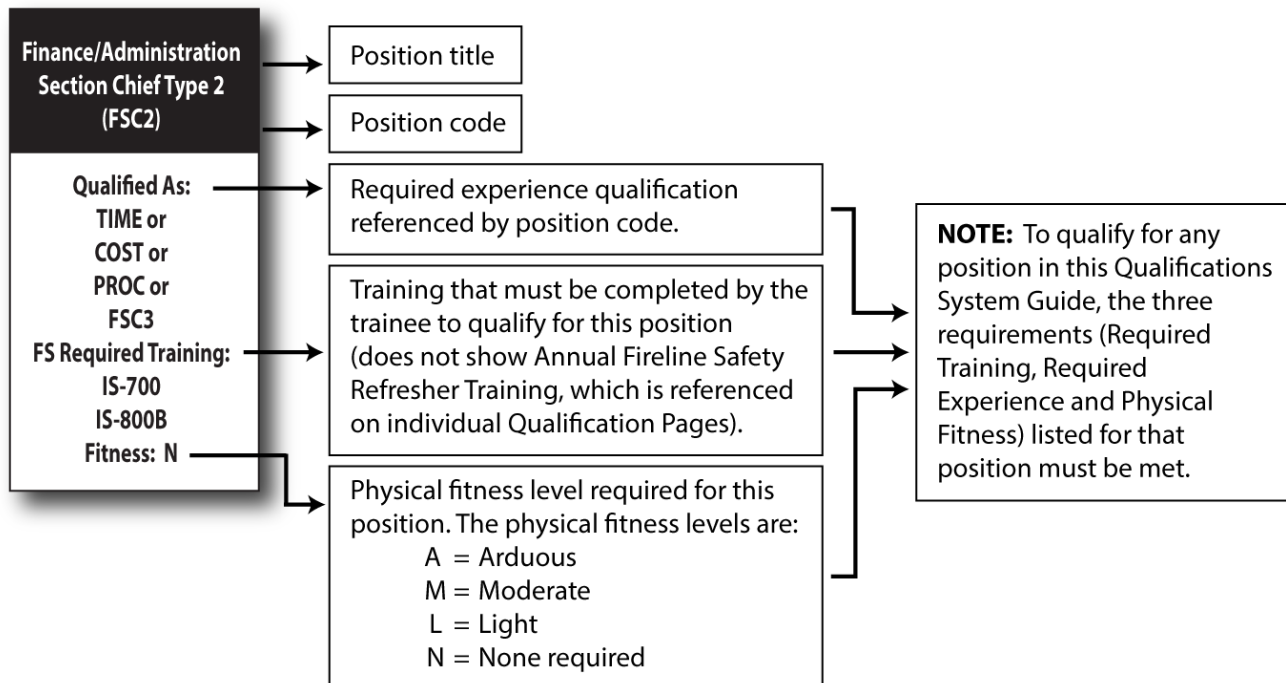 Finance/Administration
Section Chief Type 2
(FSC2)
Qualified As:
TIME or
COST or
PROC or
FSC3
FS Required Training:
IS-700
IS-800B
Fitness: N
Position title
Position code
Required experience qualification
referenced by position code.
Training that must be completed by the
trainee to qualify for this position
(does not show Annual Fireline Safety
Refresher Training, which is referenced
on individual Qualification Pages).
Physical fitness level required for this
position. The physical fitness levels are:
A = Arduous
M = Moderate
L = Light
N = None required
NOTE: To qualify for any
position in this Qualifications
System Guide, the three
requirements (Required
Training, Required
Experience and Physical
Fitness) listed for that
position must be met.